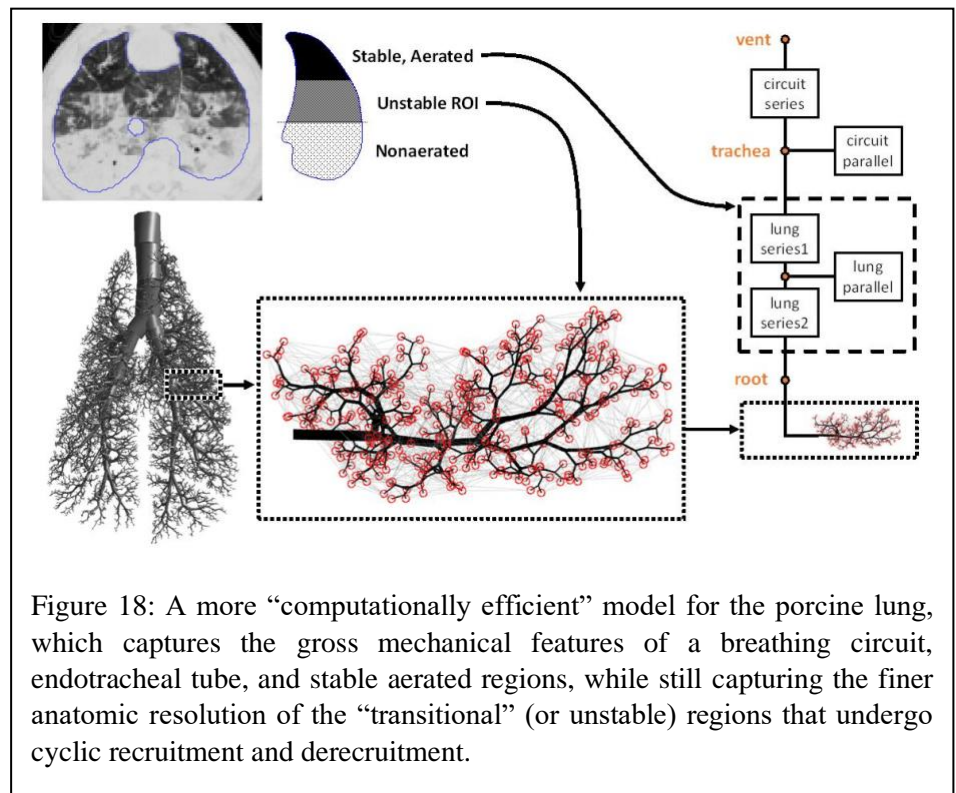 Stable, Aerated
Unstable ROI
Nonaerated
vent
circuit
series
trachea
circuit
parallel
lung
series1
lung
parallel
lung
series2
root
Figure 18: A more “computationally efficient” model for the porcine lung,
which captures the gross mechanical features of a breathing circuit,
endotracheal tube, and stable aerated regions, while still capturing the finer
anatomic resolution of the “transitional” (or unstable) regions that undergo
cyclic recruitment and derecruitment.